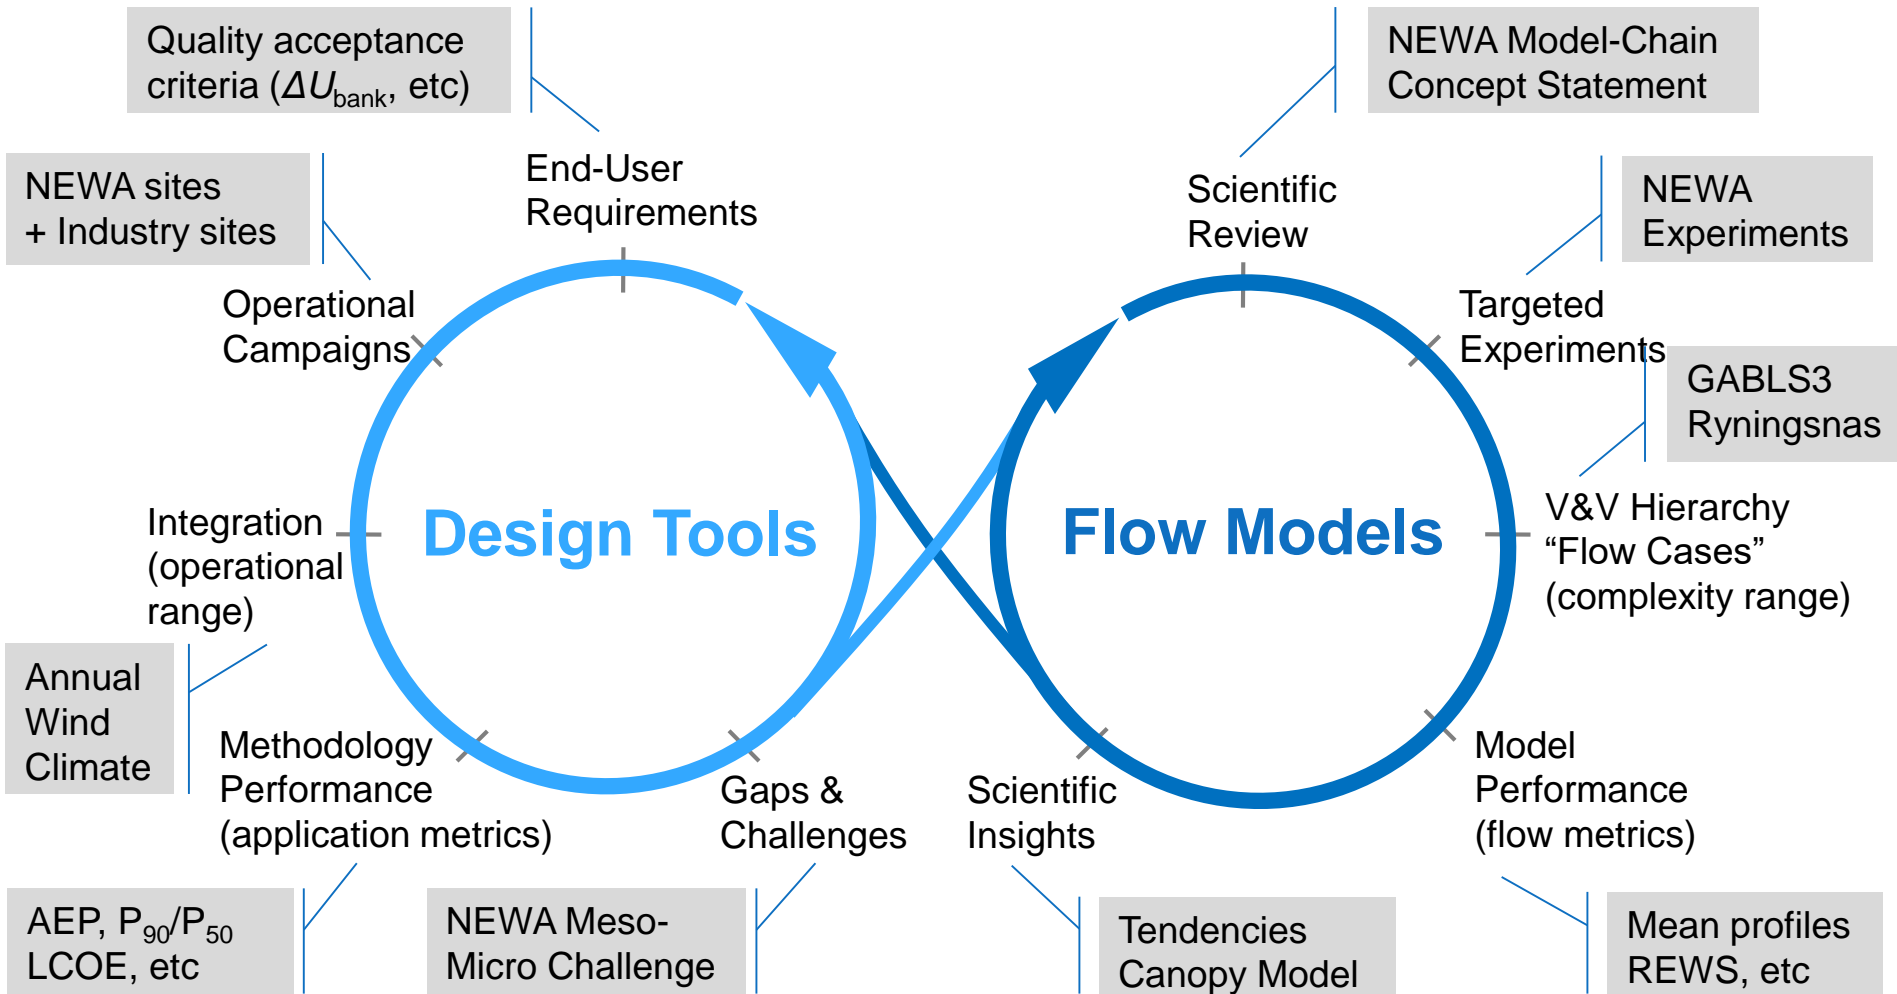 Quality acceptance
criteria (ΔU_bank, etc)
NEWA Model-Chain
Concept Statement
NEWA sites
+ Industry sites
End-User
Requirements
Scientific
Review
NEWA
Experiments
Operational
Campaigns
Targeted
Experiments
GABLS3
Ryningsnas
Integration
(operational
range)
Design Tools
Flow Models
V&V Hierarchy
“Flow Cases”
(complexity range)
Annual
Wind
Climate
Methodology
Performance
(application metrics)
Gaps &
Challenges
Scientific
Insights
Model
Performance
(flow metrics)
AEP, P90/P50
LCOE, etc
NEWA Meso-
Micro Challenge
Tendencies
Canopy Model
Mean profiles
REWS, etc